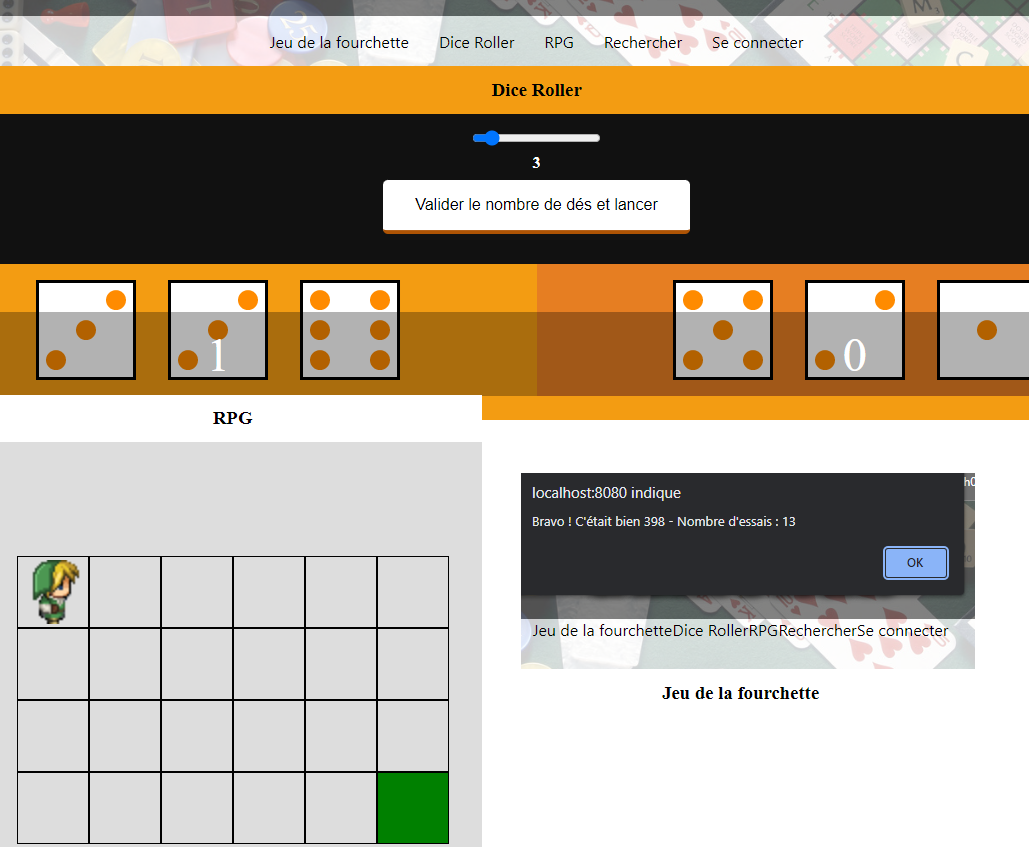 Jeu de la fourchette Dice Roller RPG Rechercher Se connecter
Dice Roller
3
Valider le nombre de dés et lancer
1
0
RPG
localhost:8080 indique
Bravo ! C'était bien 398 - Nombre d'essais : 13
OK
Jeu de la fourchetteDice RollerRPGRechercherSe connecter
Jeu de la fourchette